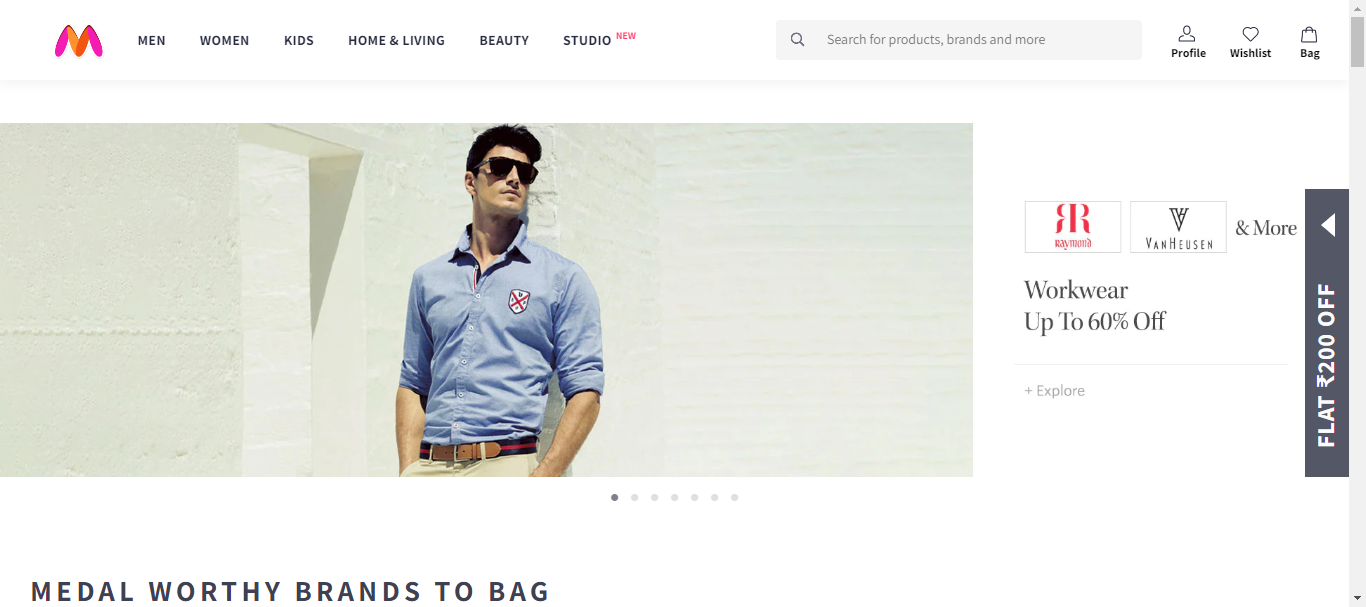 MEN WOMEN KIDS HOME & LIVING BEAUTY STUDIO NEW
Search for products, brands and more
Profile Wishlist Bag
Raymond VANHEUSEN & More
Workwear
Up To 60% Off
+ Explore
FLAT ₹200 OFF
MEDAL WORTHY BRANDS TO BAG